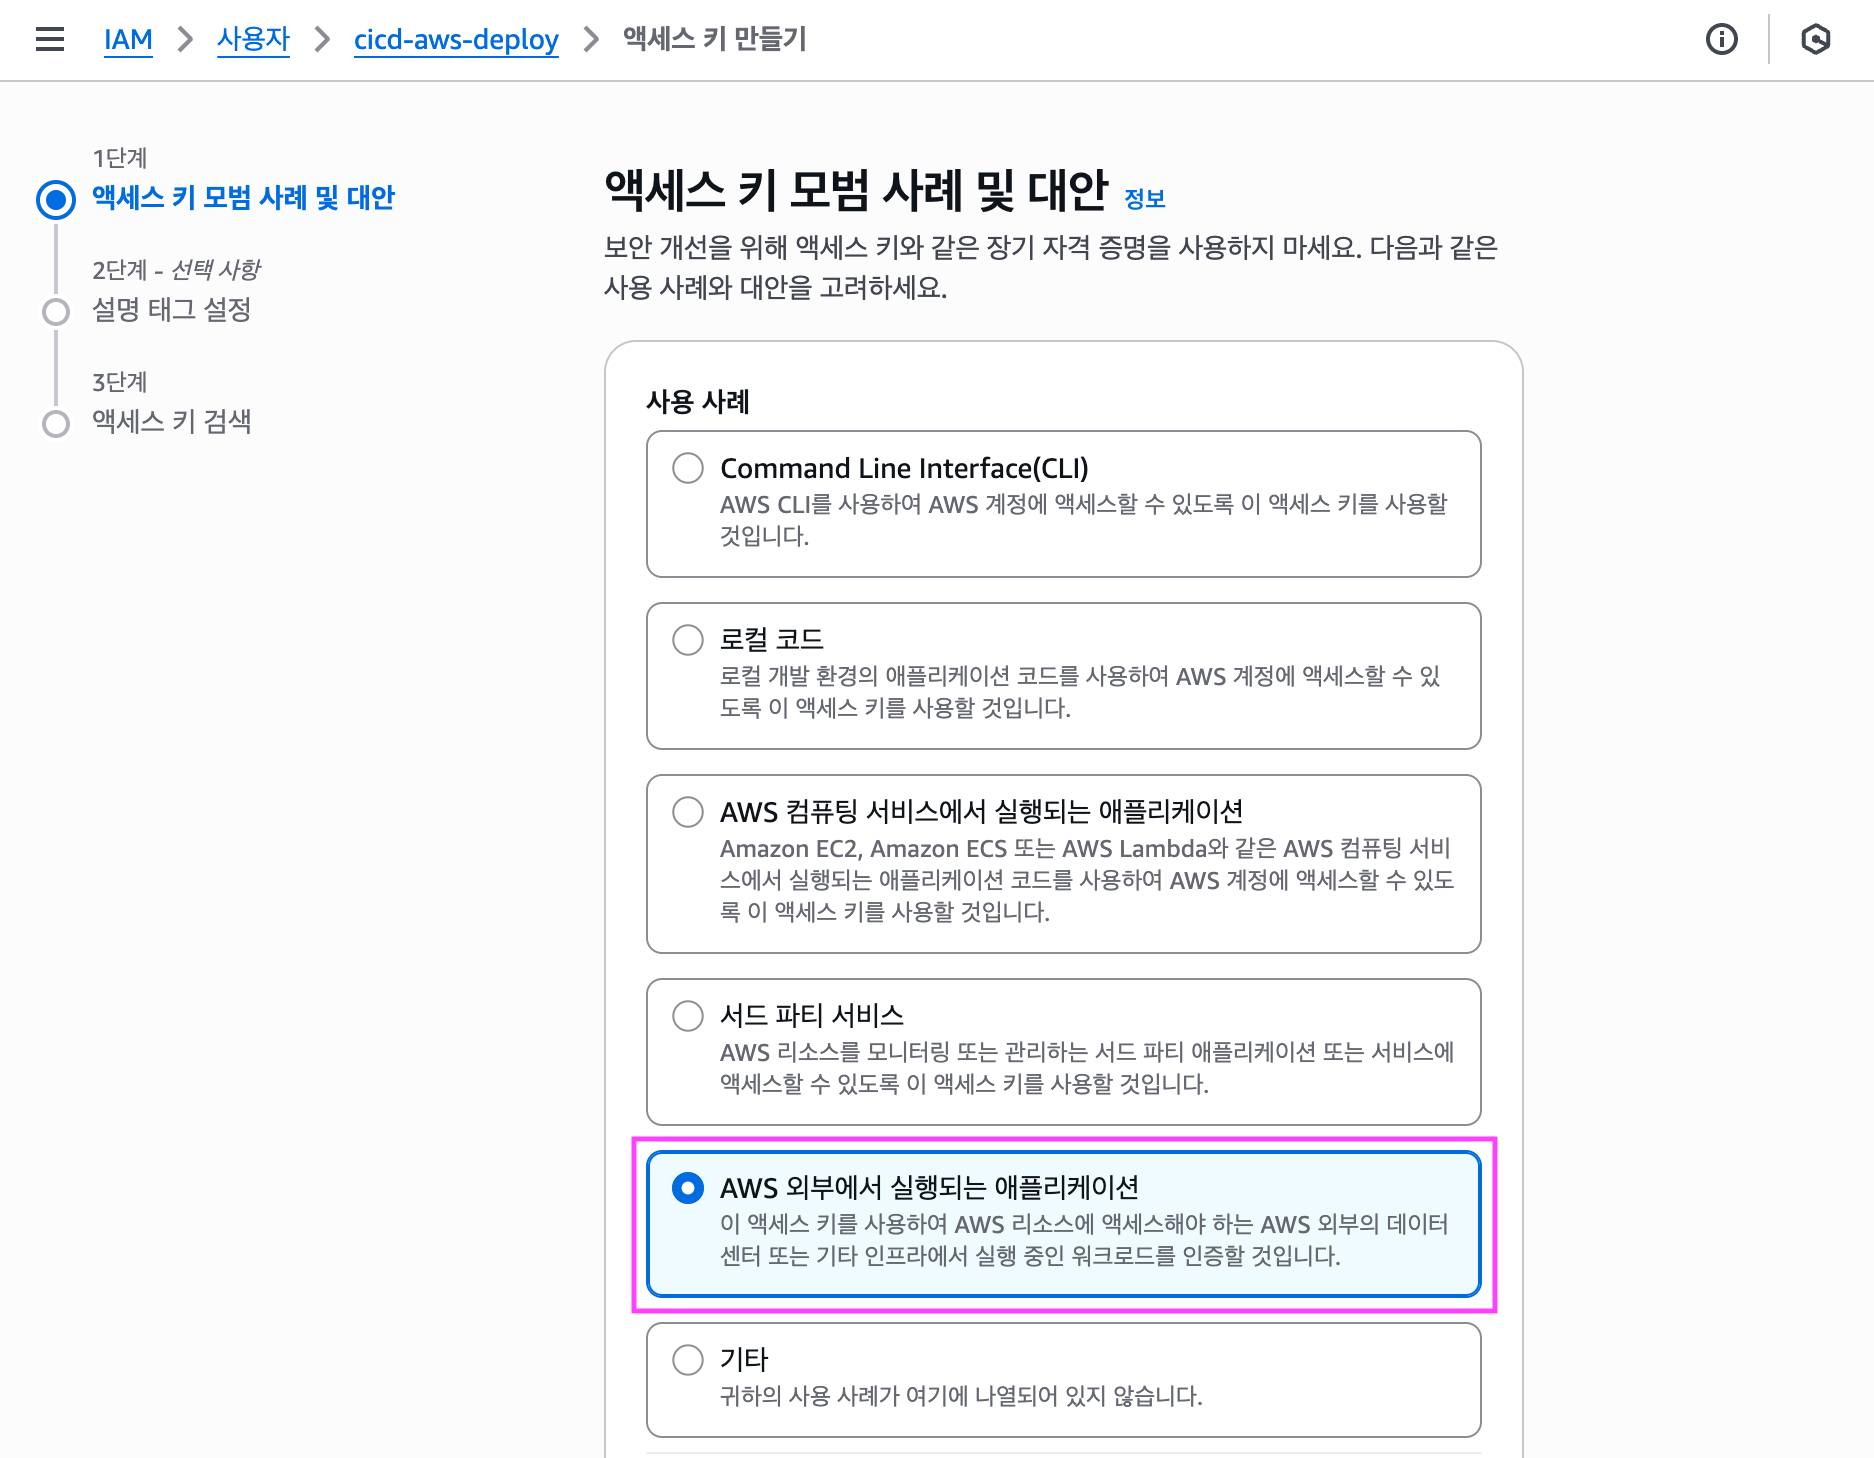 IAM > 사용자 > cicd-aws-deploy > 액세스 키 만들기
1단계
액세스 키 모범 사례 및 대안
2단계 - 선택 사항
설명 태그 설정
3단계
액세스 키 검색
액세스 키 모범 사례 및 대안 정보
보안 개선을 위해 액세스 키와 같은 장기 자격 증명을 사용하지 마세요. 다음과 같은
사용 사례와 대안을 고려하세요.
사용 사례
Command Line Interface(CLI)
AWS CLI를 사용하여 AWS 계정에 액세스할 수 있도록 이 액세스 키를 사용할
것입니다.
로컬 코드
로컬 개발 환경의 애플리케이션 코드를 사용하여 AWS 계정에 액세스할 수 있
도록 이 액세스 키를 사용할 것입니다.
AWS 컴퓨팅 서비스에서 실행되는 애플리케이션
Amazon EC2, Amazon ECS 또는 AWS Lambda와 같은 AWS 컴퓨팅 서비
스에서 실행되는 애플리케이션 코드를 사용하여 AWS 계정에 액세스할 수 있도
록 이 액세스 키를 사용할 것입니다.
서드 파티 서비스
AWS 리소스를 모니터링 또는 관리하는 서드 파티 애플리케이션 또는 서비스에
액세스할 수 있도록 이 액세스 키를 사용할 것입니다.
AWS 외부에서 실행되는 애플리케이션
이 액세스 키를 사용하여 AWS 리소스에 액세스해야 하는 AWS 외부의 데이터
센터 또는 기타 인프라에서 실행 중인 워크로드를 인증할 것입니다.
기타
귀하의 사용 사례가 여기에 나열되어 있지 않습니다.